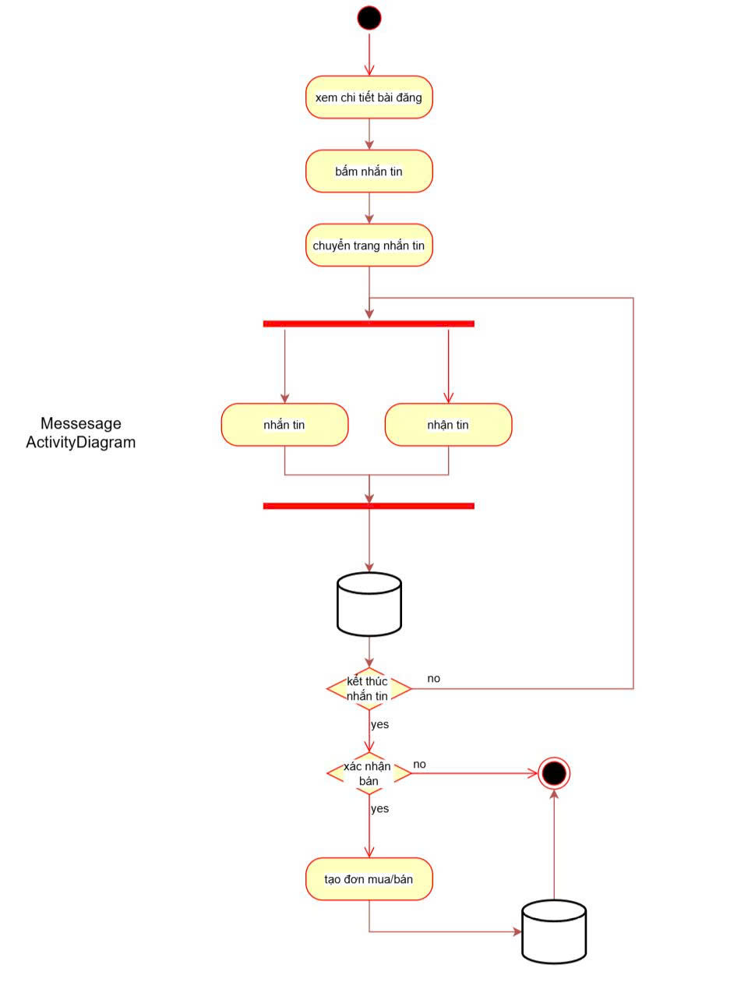 xem chi tiết bài đăng
bấm nhắn tin
chuyển trang nhắn tin
nhắn tin
nhận tin
Messesage
ActivityDiagram
kết thúc
nhắn tin
no
yes
xác nhận
bán
no
yes
tạo đơn mua/bán